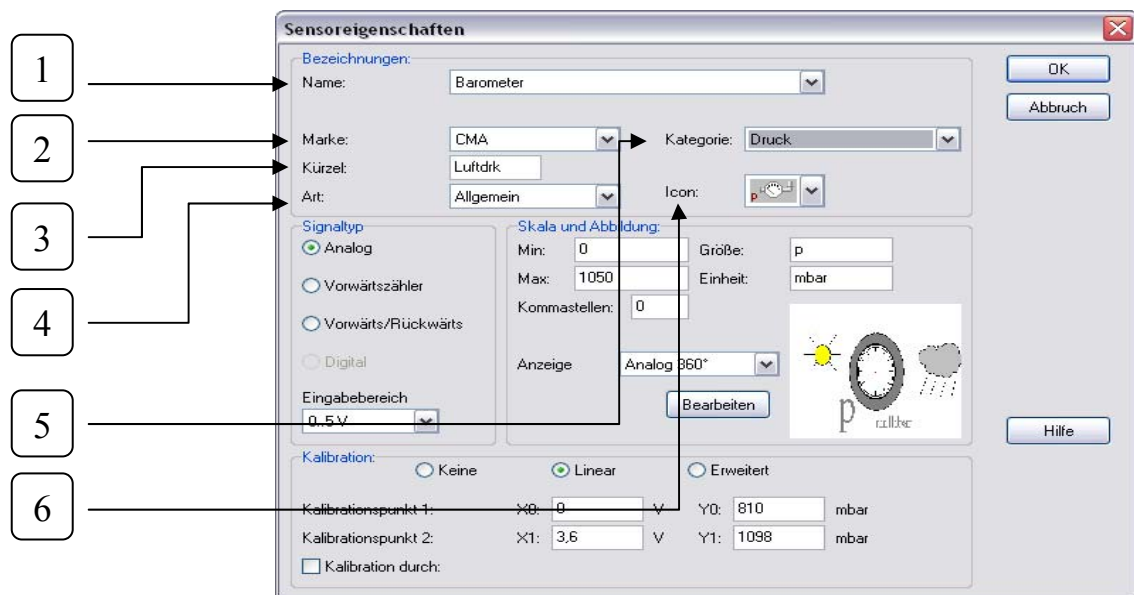 Sensoreigenschaften
1
2
3
4
5
6
Bezeichnungen:
Name: Barometer
Marke: CMA Kategorie: Druck
Kürzel: Luftdrk
Art: Allgemein Icon: p
OK
Abbruch
Signaltyp
Analog
Vorwärtszähler
Vorwärts/Rückwärts
Digital
Eingabebereich
0..5 V
Skala und Abbildung:
Min: 0 Größe: p
Max: 1050 Einheit: mbar
Kommastellen: 0
Anzeige Analog 360°
Bearbeiten
p
Hilfe
Kalibration:
Keine Linear Erweitert
Kalibrationspunkt 1: X0: 0 V Y0: 810 mbar
Kalibrationspunkt 2: X1: 3,6 V Y1: 1098 mbar
Kalibration durch: